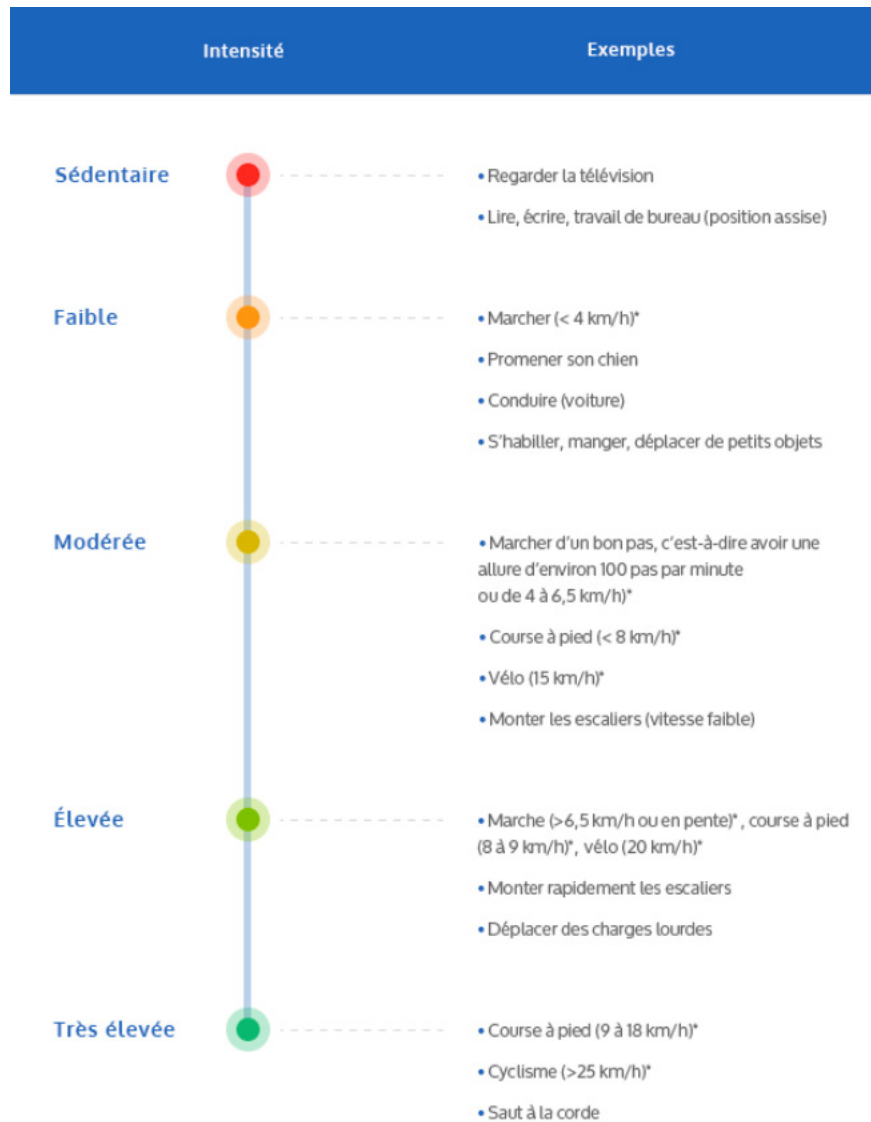 Intensité Exemples
Sédentaire
• Regarder la télévision
• Lire, écrire, travail de bureau (position assise)
Faible
• Marcher (< 4 km/h)*
• Promener son chien
• Conduire (voiture)
• S'habiller, manger, déplacer de petits objets
Modérée
• Marcher d'un bon pas, c'est-à-dire avoir une
allure d'environ 100 pas par minute
ou de 4 à 6,5 km/h)*
• Course à pied (< 8 km/h)*
• Vélo (15 km/h)*
• Monter les escaliers (vitesse faible)
Élevée
• Marche (>6,5 km/h ou en pente)*, course à pied
(8 à 9 km/h)*, vélo (20 km/h)*
• Monter rapidement les escaliers
• Déplacer des charges lourdes
Très élevée
• Course à pied (9 à 18 km/h)*
• Cyclisme (>25 km/h)*
• Saut à la corde